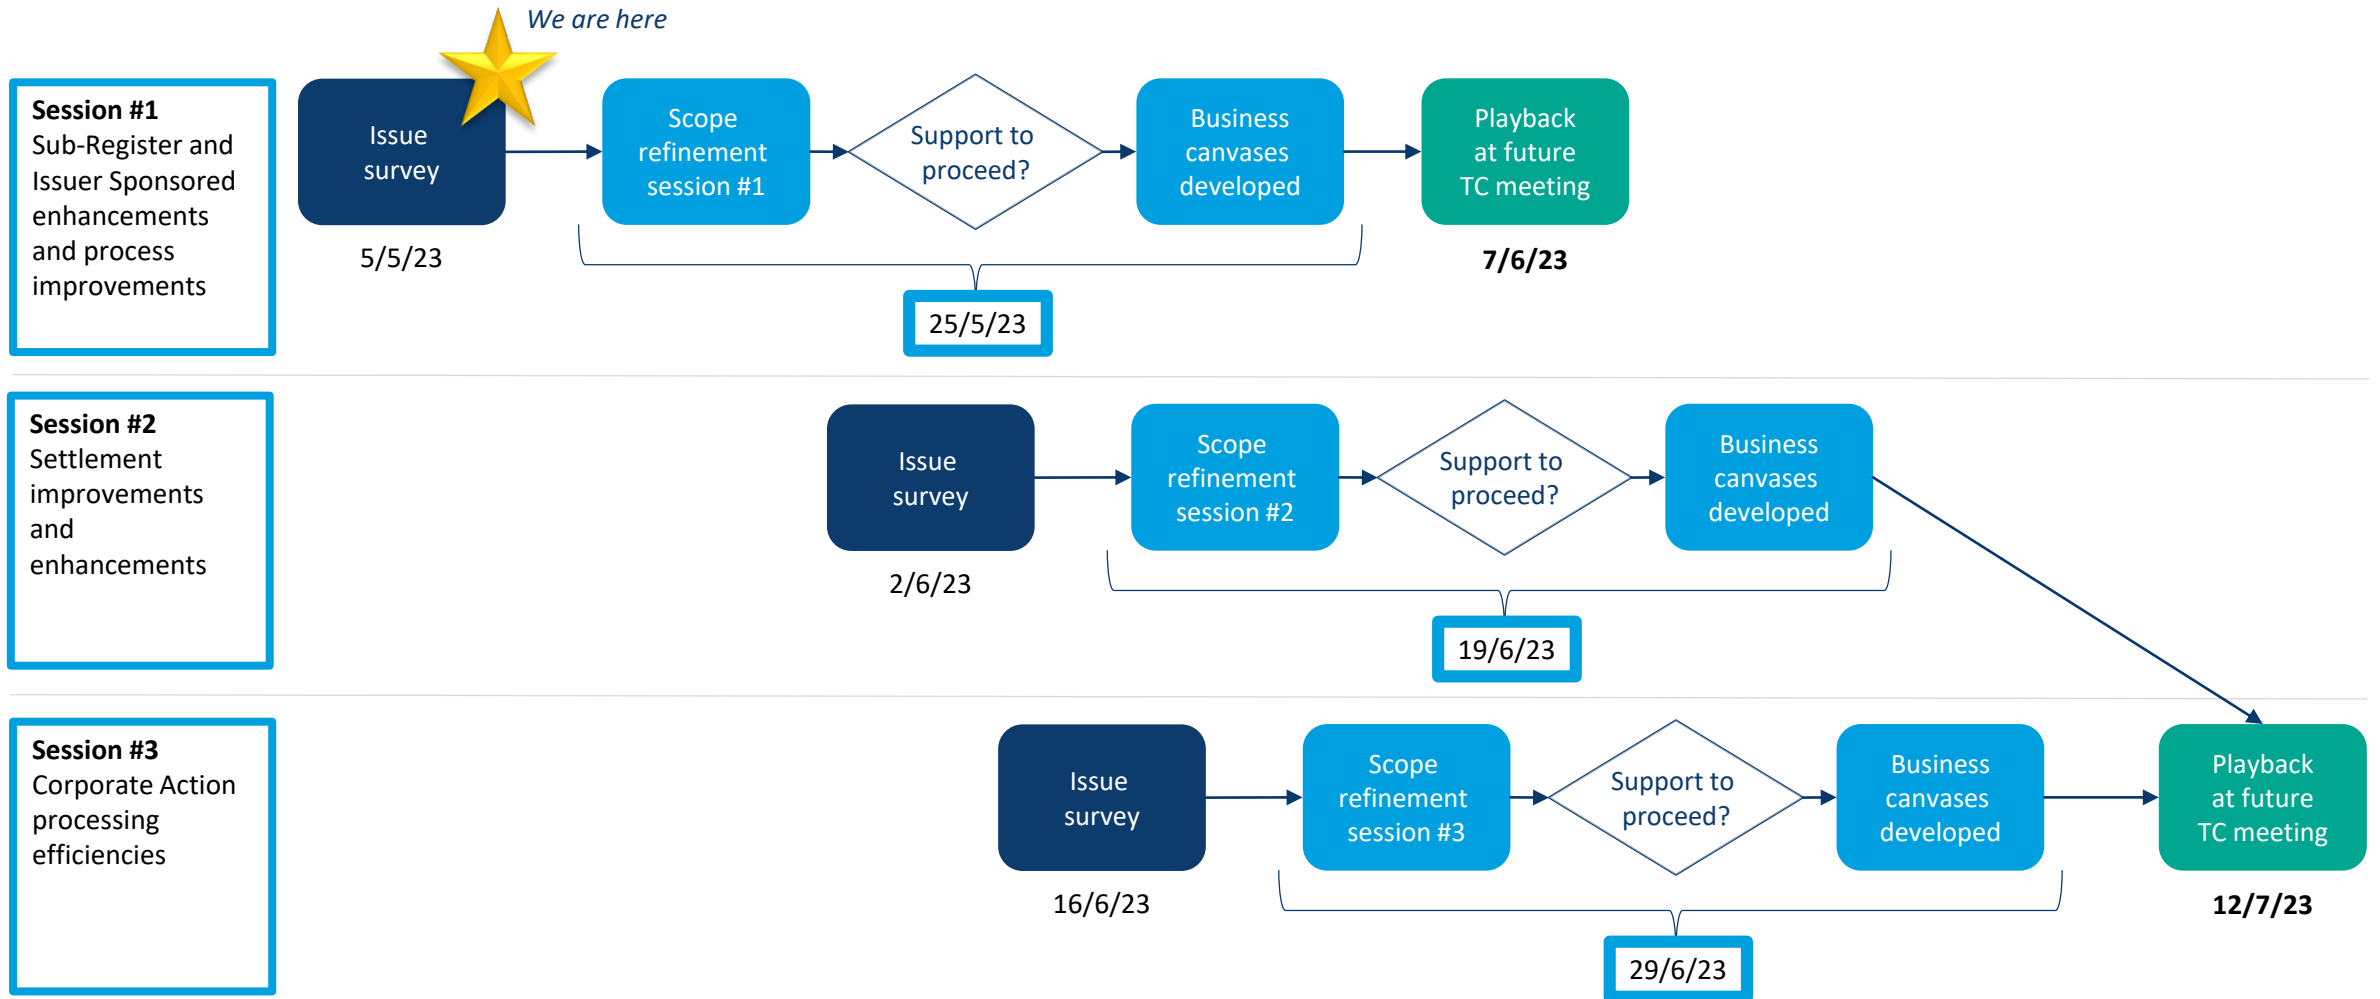 We are here
Session #1
Sub-Register and
Issuer Sponsored
enhancements
and process
improvements
Issue
survey
5/5/23
Scope
refinement
session #1
Support to
proceed?
Business
canvases
developed
25/5/23
Playback
at future
TC meeting
7/6/23
Session #2
Settlement
improvements
and
enhancements
Issue
survey
2/6/23
Scope
refinement
session #2
Support to
proceed?
Business
canvases
developed
19/6/23
Session #3
Corporate Action
processing
efficiencies
Issue
survey
16/6/23
Scope
refinement
session #3
Support to
proceed?
Business
canvases
developed
29/6/23
Playback
at future
TC meeting
12/7/23